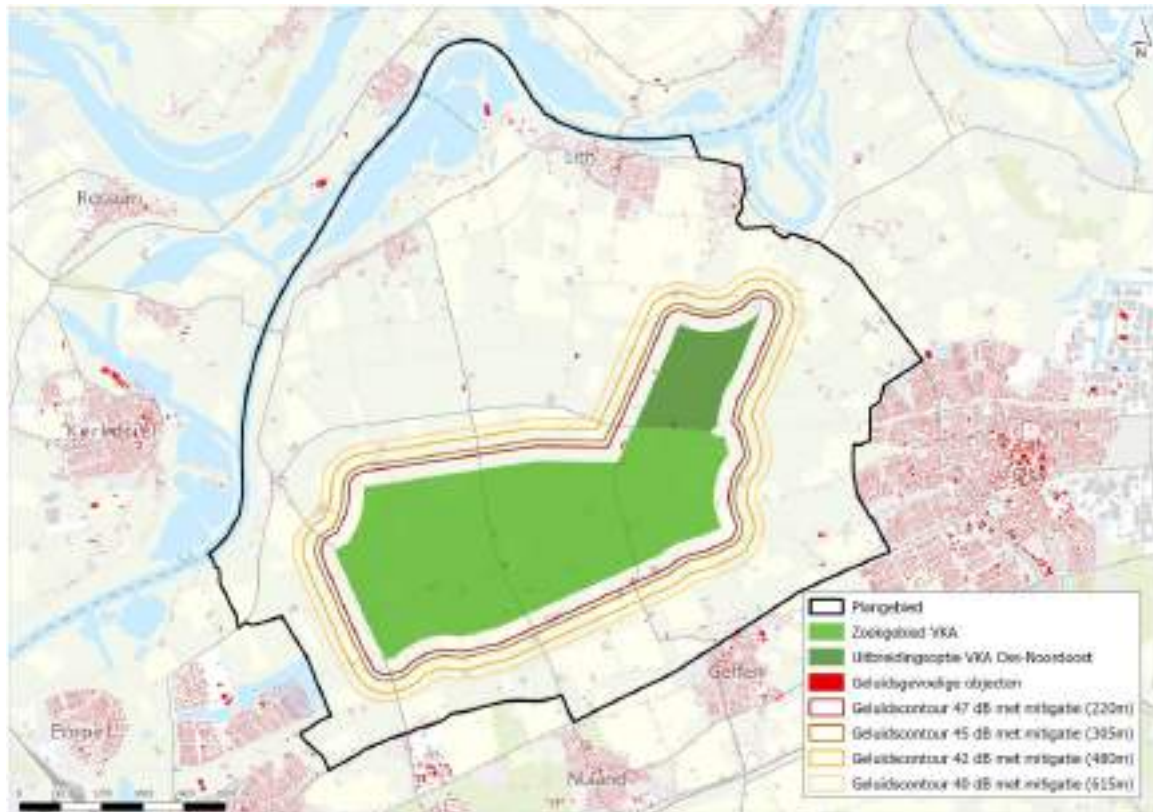 N
Lith
Rossum
Kerkdriel
Geffen
Nuland
Plangebied
Zoekgebied VKA
Uitbreidingsoptie VKA Oss-Noordoost
Geluidsgevoelige objecten
Geluidscontour 47 dB met mitigatie (220m)
Geluidscontour 45 dB met mitigatie (305m)
Geluidscontour 42 dB met mitigatie (480m)
Geluidscontour 40 dB met mitigatie (615m)
0